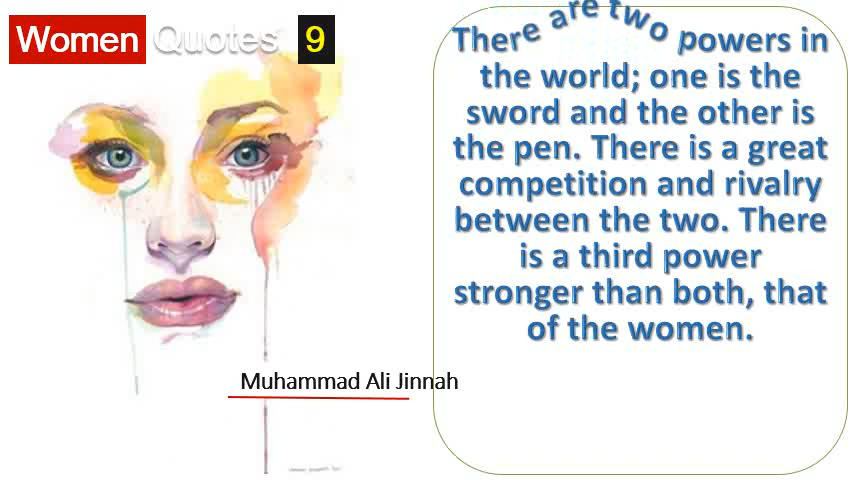 Women Quotes 9
There are two powers in
the world; one is the
sword and the other is
the pen. There is a great
competition and rivalry
between the two. There
is a third power
stronger than both, that
of the women.
Muhammad Ali Jinnah